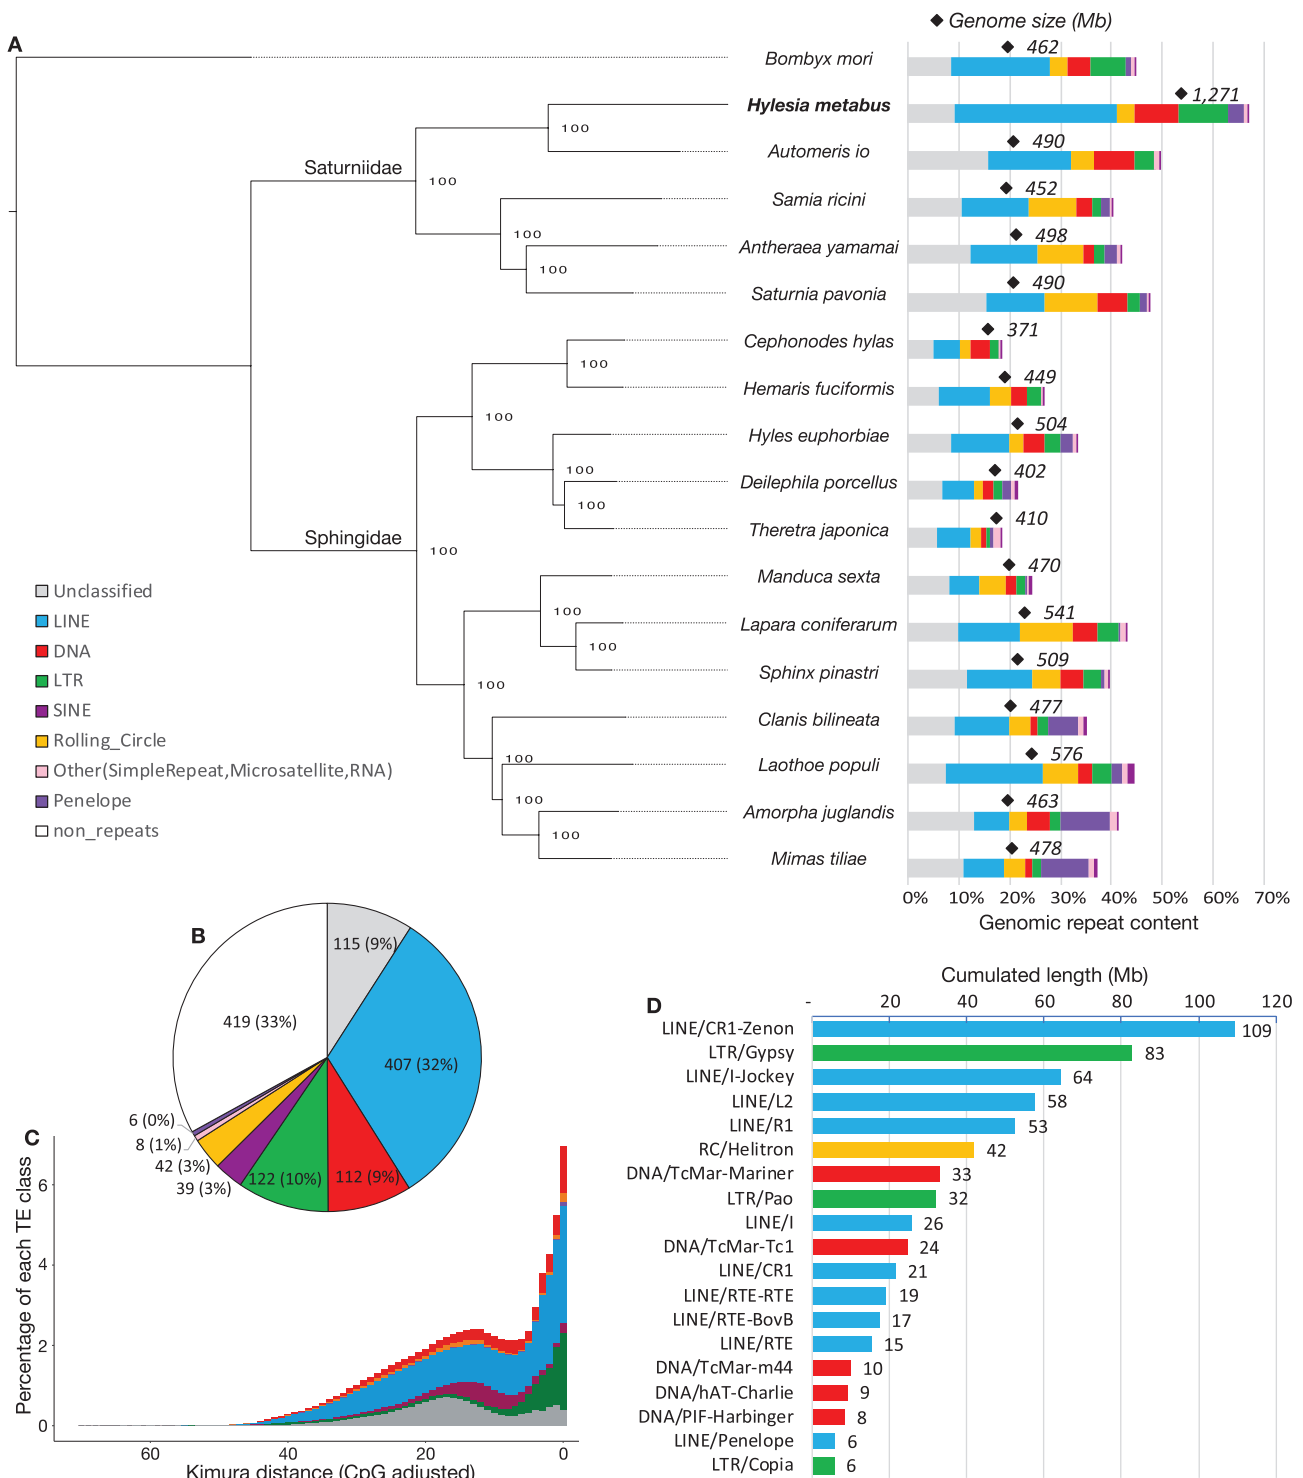 ◆ Genome size (Mb)
A
Bombyx mori 462
Hylesia metabus 1,271
100
Automeris io 490
Saturniidae
100
Samia ricini 452
100
Antheraea yamamai 498
100
Saturnia pavonia 490
Cephonodes hylas 371
100
Hemaris fuciformis 449
100
Hyles euphorbiae 504
100
Deilephila porcellus 402
100
Theretra japonica 410
Sphingidae
100
Manduca sexta 470
100
Lapara coniferarum 541
100
Sphinx pinastri 509
100
Clanis bilineata 477
100
Laothoe populi 576
100
Amorpha juglandis 463
100
Mimas tiliae 478
Unclassified
LINE
DNA
LTR
SINE
Rolling_Circle
Other(SimpleRepeat,Microsatellite,RNA)
Penelope
non_repeats
0% 10% 20% 30% 40% 50% 60% 70%
Genomic repeat content
B
115 (9%)
419 (33%)
407 (32%)
6 (0%)
8 (1%)
42 (3%)
39 (3%)
122 (10%)
112 (9%)
C
Percentage of each TE class
6
4
2
0
60 40 20 0
Kimura distance (CpG adjusted)
D
Cumulated length (Mb)
- 20 40 60 80 100 120
LINE/CR1-Zenon 109
LTR/Gypsy 83
LINE/I-Jockey 64
LINE/L2 58
LINE/R1 53
RC/Helitron 42
DNA/TcMar-Mariner 33
LTR/Pao 32
LINE/I 26
DNA/TcMar-Tc1 24
LINE/CR1 21
LINE/RTE-RTE 19
LINE/RTE-BovB 17
LINE/RTE 15
DNA/TcMar-m44 10
DNA/hAT-Charlie 9
DNA/PIF-Harbinger 8
LINE/Penelope 6
LTR/Copia 6